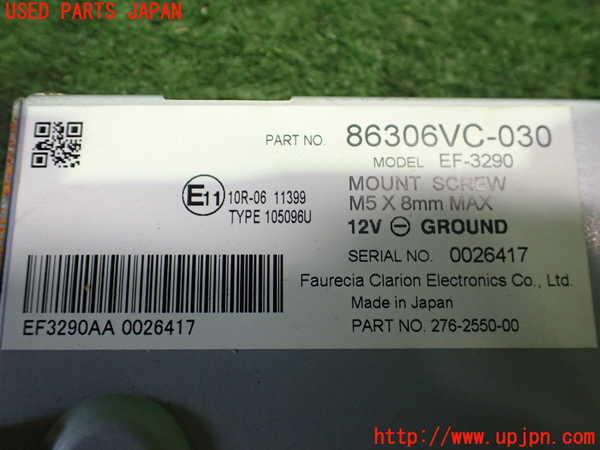 USED PARTS JAPAN
PART NO. 86306VC-030
MODEL EF-3290
E11 10R-06 11399
TYPE 105096U
MOUNT SCREW
M5 X 8mm MAX
12V ⊖ GROUND
SERIAL NO. 0026417
Faurecia Clarion Electronics Co., Ltd.
Made in Japan
EF3290AA 0026417
PART NO. 276-2550-00
http://www.upjpn.com/